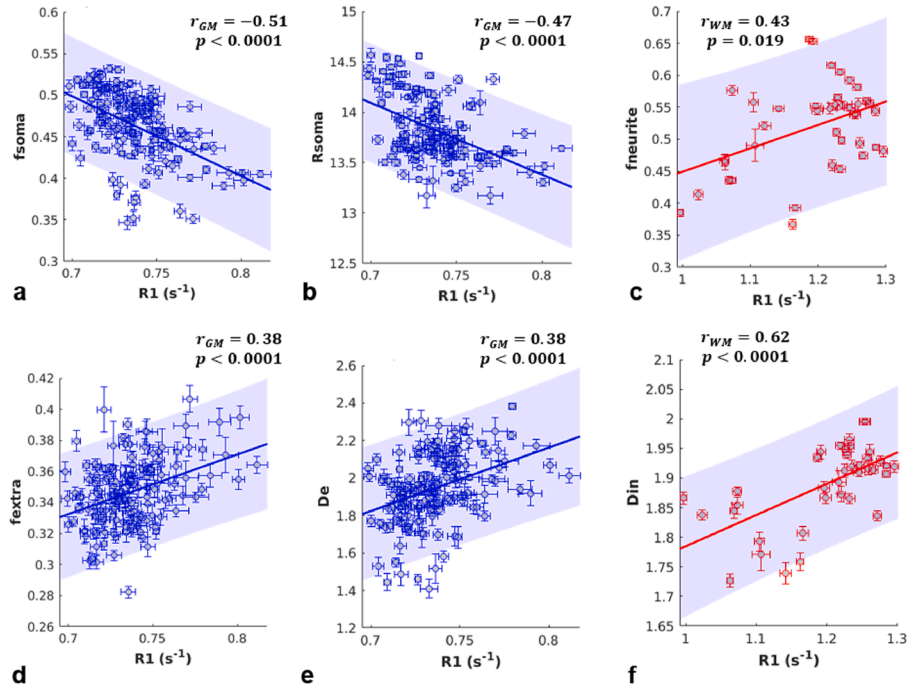 r_GM = −0.51
p < 0.0001
0.6
0.55
0.5
0.45
0.4
0.35
0.3
fsoma
0.7 0.75 0.8
R1 (s⁻¹)
a
r_GM = −0.47
p < 0.0001
15
14.5
14
13.5
13
12.5
Rsoma
0.7 0.75 0.8
R1 (s⁻¹)
b
r_WM = 0.43
p = 0.019
0.7
0.65
0.6
0.55
0.5
0.45
0.4
0.35
0.3
fneurite
1 1.1 1.2 1.3
R1 (s⁻¹)
c
r_GM = 0.38
p < 0.0001
0.42
0.4
0.38
0.36
0.34
0.32
0.3
0.28
0.26
fextra
0.7 0.75 0.8
R1 (s⁻¹)
d
r_GM = 0.38
p < 0.0001
2.6
2.4
2.2
2
1.8
1.6
1.4
1.2
De
0.7 0.75 0.8
R1 (s⁻¹)
e
r_WM = 0.62
p < 0.0001
2.1
2.05
2
1.95
1.9
1.85
1.8
1.75
1.7
1.65
Din
1 1.1 1.2 1.3
R1 (s⁻¹)
f